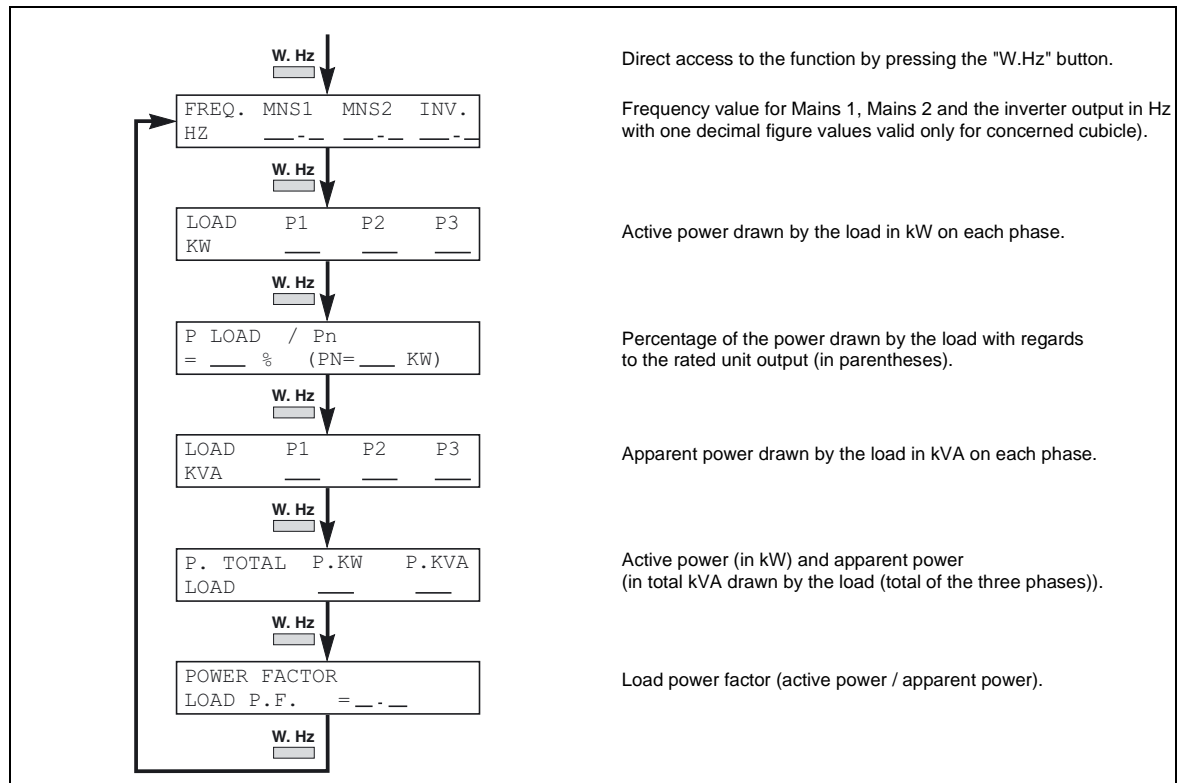 W. Hz
Direct access to the function by pressing the "W.Hz" button.
FREQ. MNS1 MNS2 INV.
HZ __-_ __-_ __-_
Frequency value for Mains 1, Mains 2 and the inverter output in Hz
with one decimal figure values valid only for concerned cubicle).
W. Hz
LOAD P1 P2 P3
KW ___ ___ ___
Active power drawn by the load in kW on each phase.
W. Hz
P LOAD / Pn
= ___ % (PN=___ KW)
Percentage of the power drawn by the load with regards
to the rated unit output (in parentheses).
W. Hz
LOAD P1 P2 P3
KVA ___ ___ ___
Apparent power drawn by the load in kVA on each phase.
W. Hz
P. TOTAL P.KW P.KVA
LOAD ___ ___
Active power (in kW) and apparent power
(in total kVA drawn by the load (total of the three phases)).
W. Hz
POWER FACTOR
LOAD P.F. =_-_
Load power factor (active power / apparent power).
W. Hz